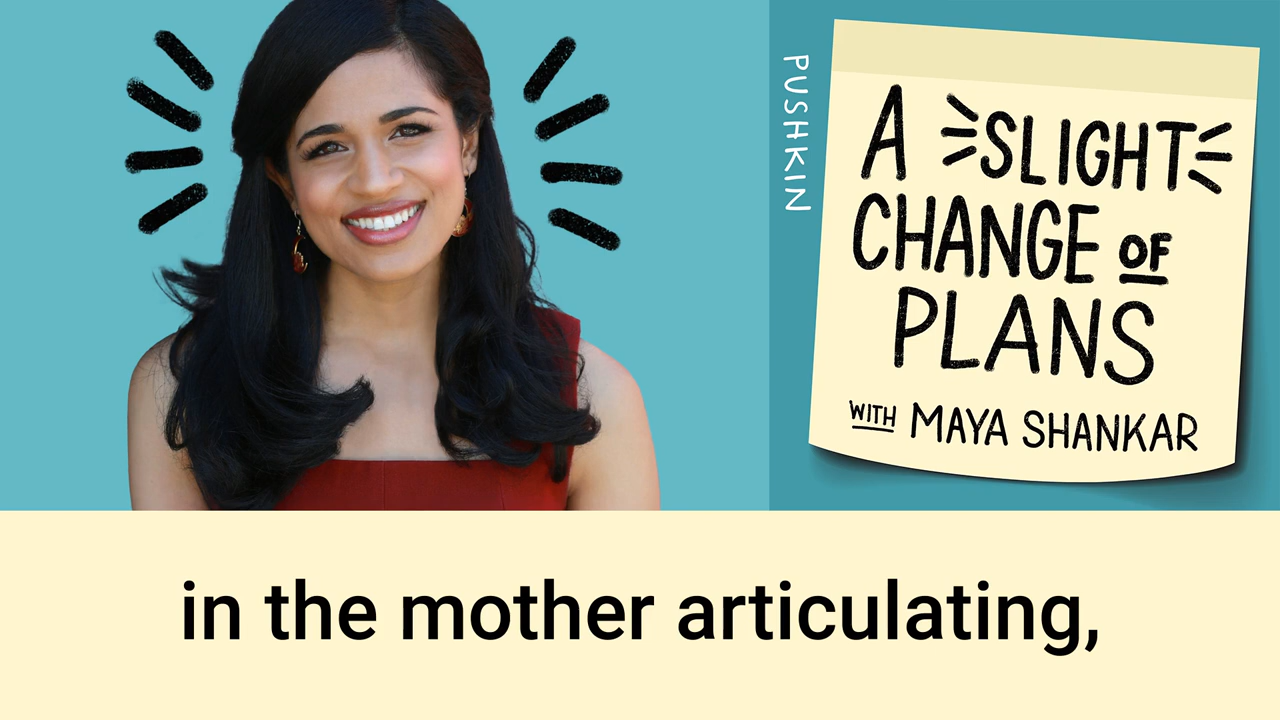 PUSHKIN
A SLIGHT
CHANGE OF
PLANS
WITH MAYA SHANKAR
in the mother articulating,